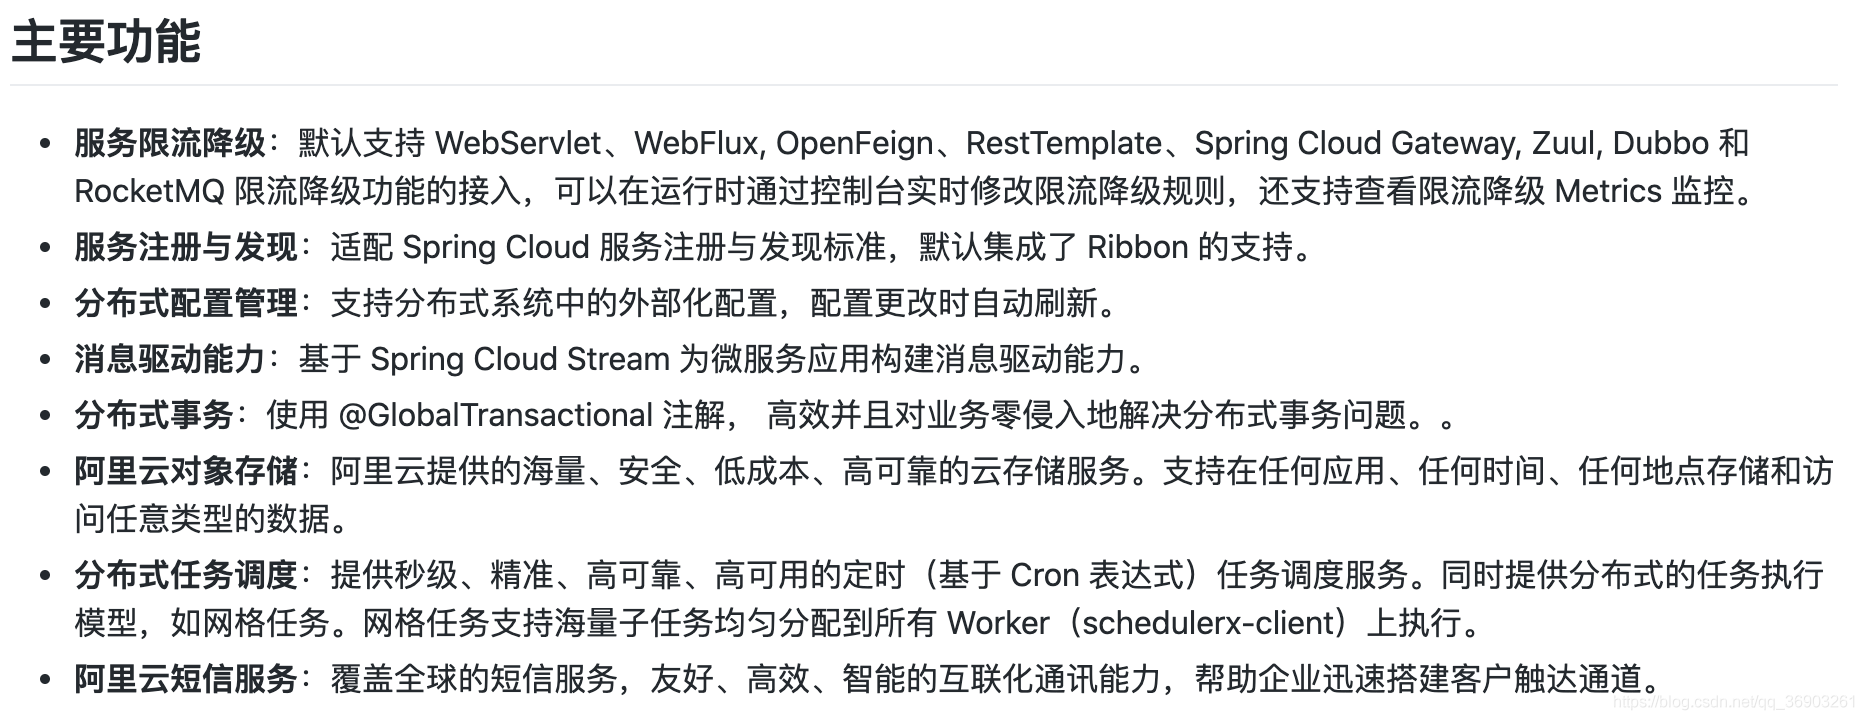 主要功能
• 服务限流降级：默认支持 WebServlet、WebFlux, OpenFeign、RestTemplate、Spring Cloud Gateway, Zuul, Dubbo 和
RocketMQ 限流降级功能的接入，可以在运行时通过控制台实时修改限流降级规则，还支持查看限流降级 Metrics 监控。
• 服务注册与发现：适配 Spring Cloud 服务注册与发现标准，默认集成了 Ribbon 的支持。
• 分布式配置管理：支持分布式系统中的外部化配置，配置更改时自动刷新。
• 消息驱动能力：基于 Spring Cloud Stream 为微服务应用构建消息驱动能力。
• 分布式事务：使用 @GlobalTransactional 注解， 高效并且对业务零侵入地解决分布式事务问题。。
• 阿里云对象存储：阿里云提供的海量、安全、低成本、高可靠的云存储服务。支持在任何应用、任何时间、任何地点存储和访
问任意类型的数据。
• 分布式任务调度：提供秒级、精准、高可靠、高可用的定时（基于 Cron 表达式）任务调度服务。同时提供分布式的任务执行
模型，如网格任务。网格任务支持海量子任务均匀分配到所有 Worker（schedulerx-client）上执行。
• 阿里云短信服务：覆盖全球的短信服务，友好、高效、智能的互联化通讯能力，帮助企业迅速搭建客户触达通道。
https://blog.csdn.net/qq_36903261